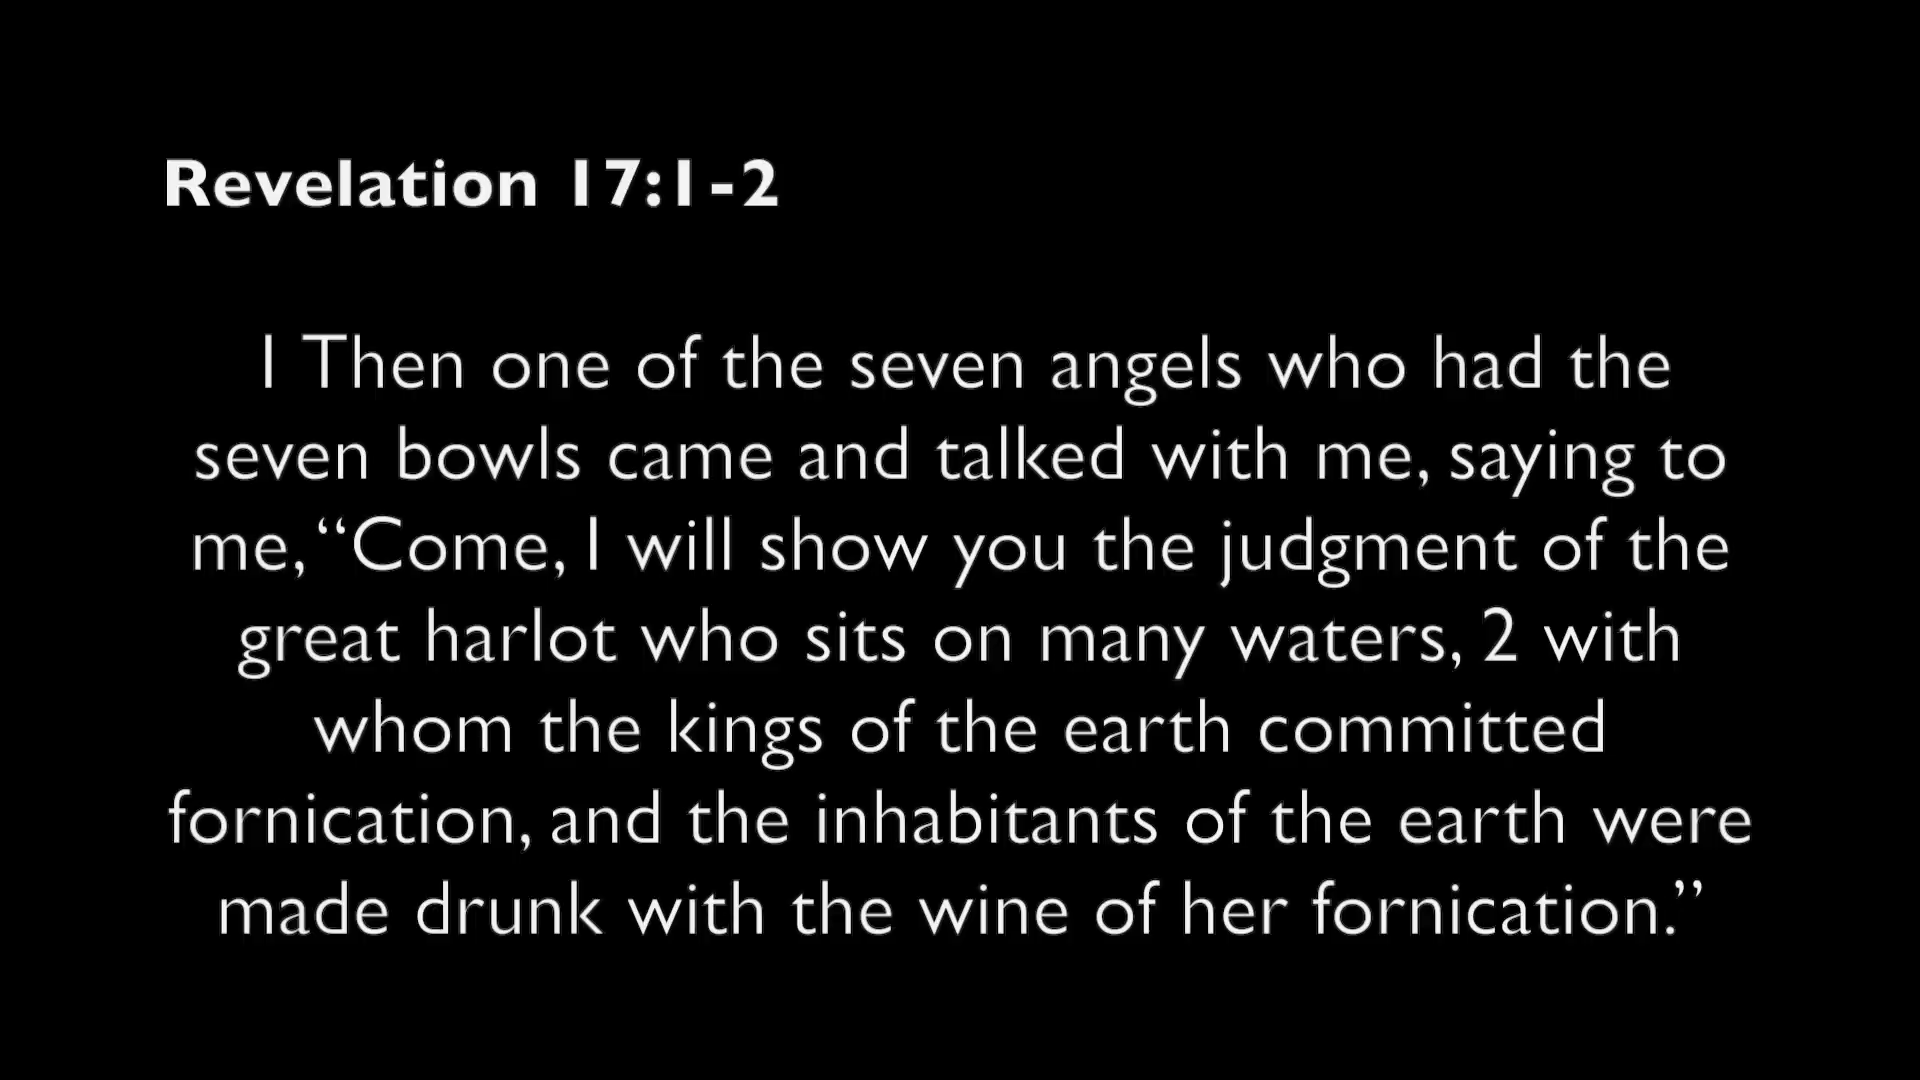 Revelation 17:1-2
1 Then one of the seven angels who had the
seven bowls came and talked with me, saying to
me, “Come, I will show you the judgment of the
great harlot who sits on many waters, 2 with
whom the kings of the earth committed
fornication, and the inhabitants of the earth were
made drunk with the wine of her fornication.”